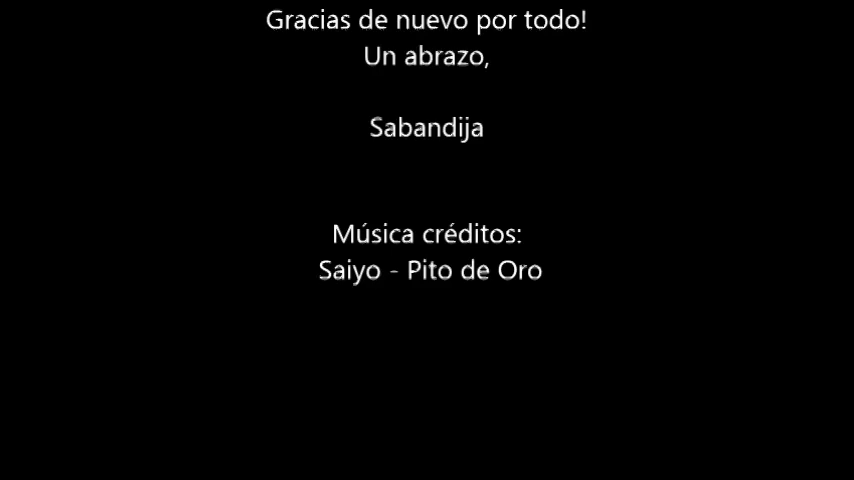 Gracias de nuevo por todo!
Un abrazo,
Sabandija
Música créditos:
Saiyo - Pito de Oro